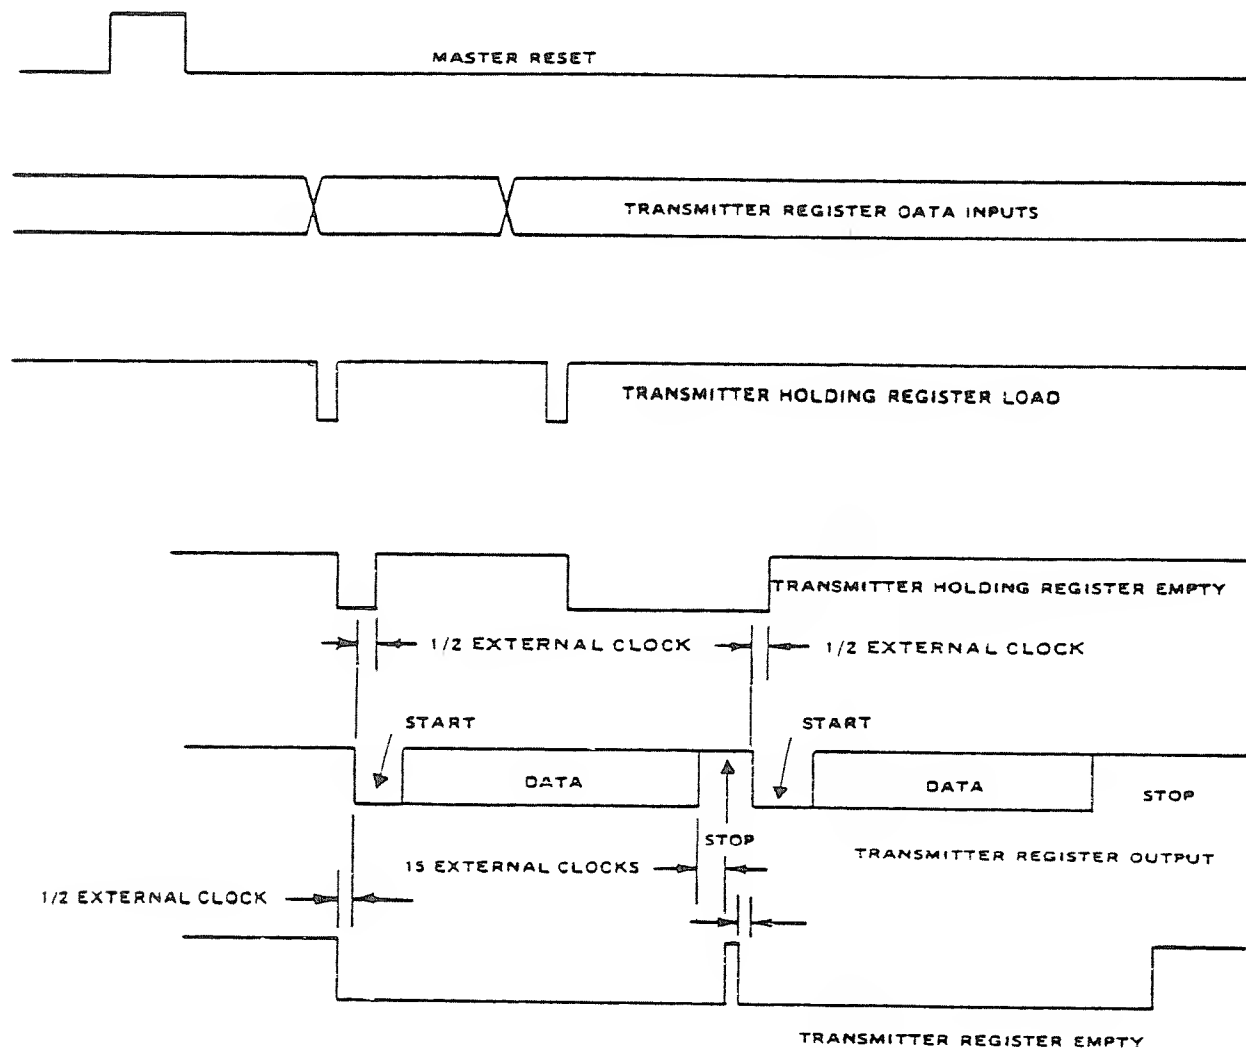 MASTER RESET
TRANSMITTER REGISTER DATA INPUTS
TRANSMITTER HOLDING REGISTER LOAD
TRANSMITTER HOLDING REGISTER EMPTY
1/2 EXTERNAL CLOCK
1/2 EXTERNAL CLOCK
START
START
DATA
DATA
STOP
STOP
TRANSMITTER REGISTER OUTPUT
15 EXTERNAL CLOCKS
1/2 EXTERNAL CLOCK
TRANSMITTER REGISTER EMPTY